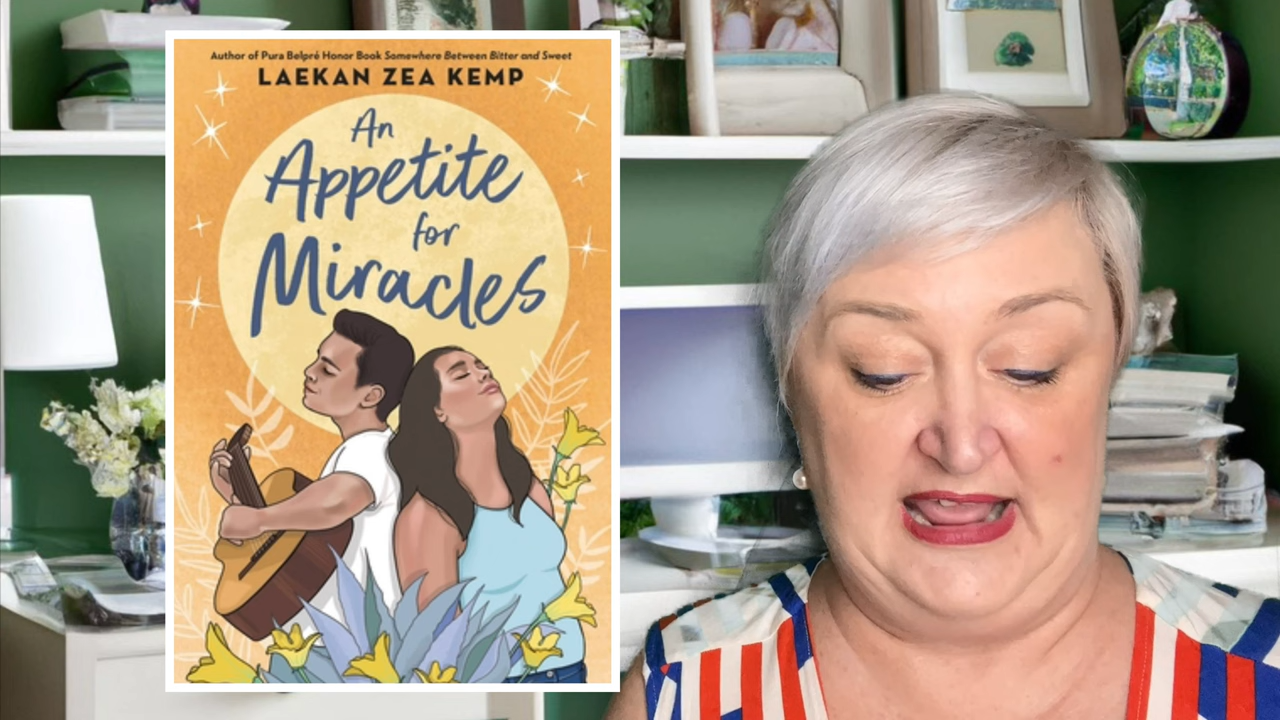 Author of Pura Belpré Honor Book Somewhere Between Bitter and Sweet
LAEKAN ZEA KEMP
An
Appetite
for
Miracles